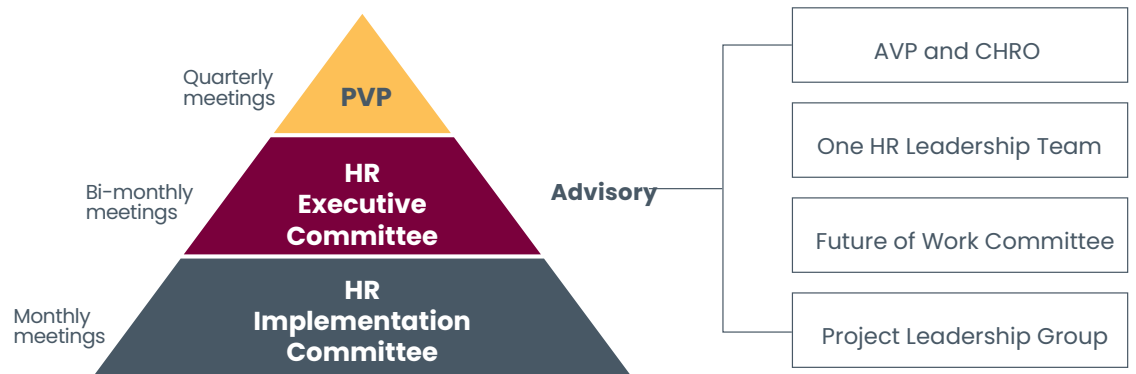 Quarterly
meetings
PVP
Bi-monthly
meetings
HR
Executive
Committee
Monthly
meetings
HR
Implementation
Committee
Advisory
AVP and CHRO
One HR Leadership Team
Future of Work Committee
Project Leadership Group